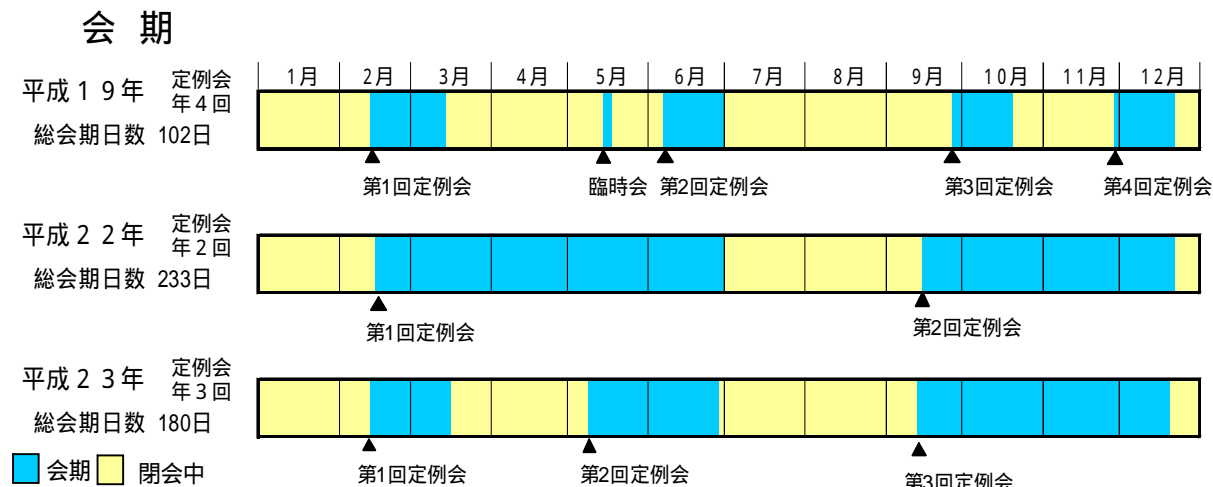 会 期
1月 2月 3月 4月 5月 6月 7月 8月 9月 10月 11月 12月
平成19年 定例会
年4回
総会期日数 102日
第1回定例会 臨時会 第2回定例会 第3回定例会 第4回定例会
平成22年 定例会
年2回
総会期日数 233日
第1回定例会 第2回定例会
平成23年 定例会
年3回
総会期日数 180日
第1回定例会 第2回定例会 第3回定例会
会期 閉会中